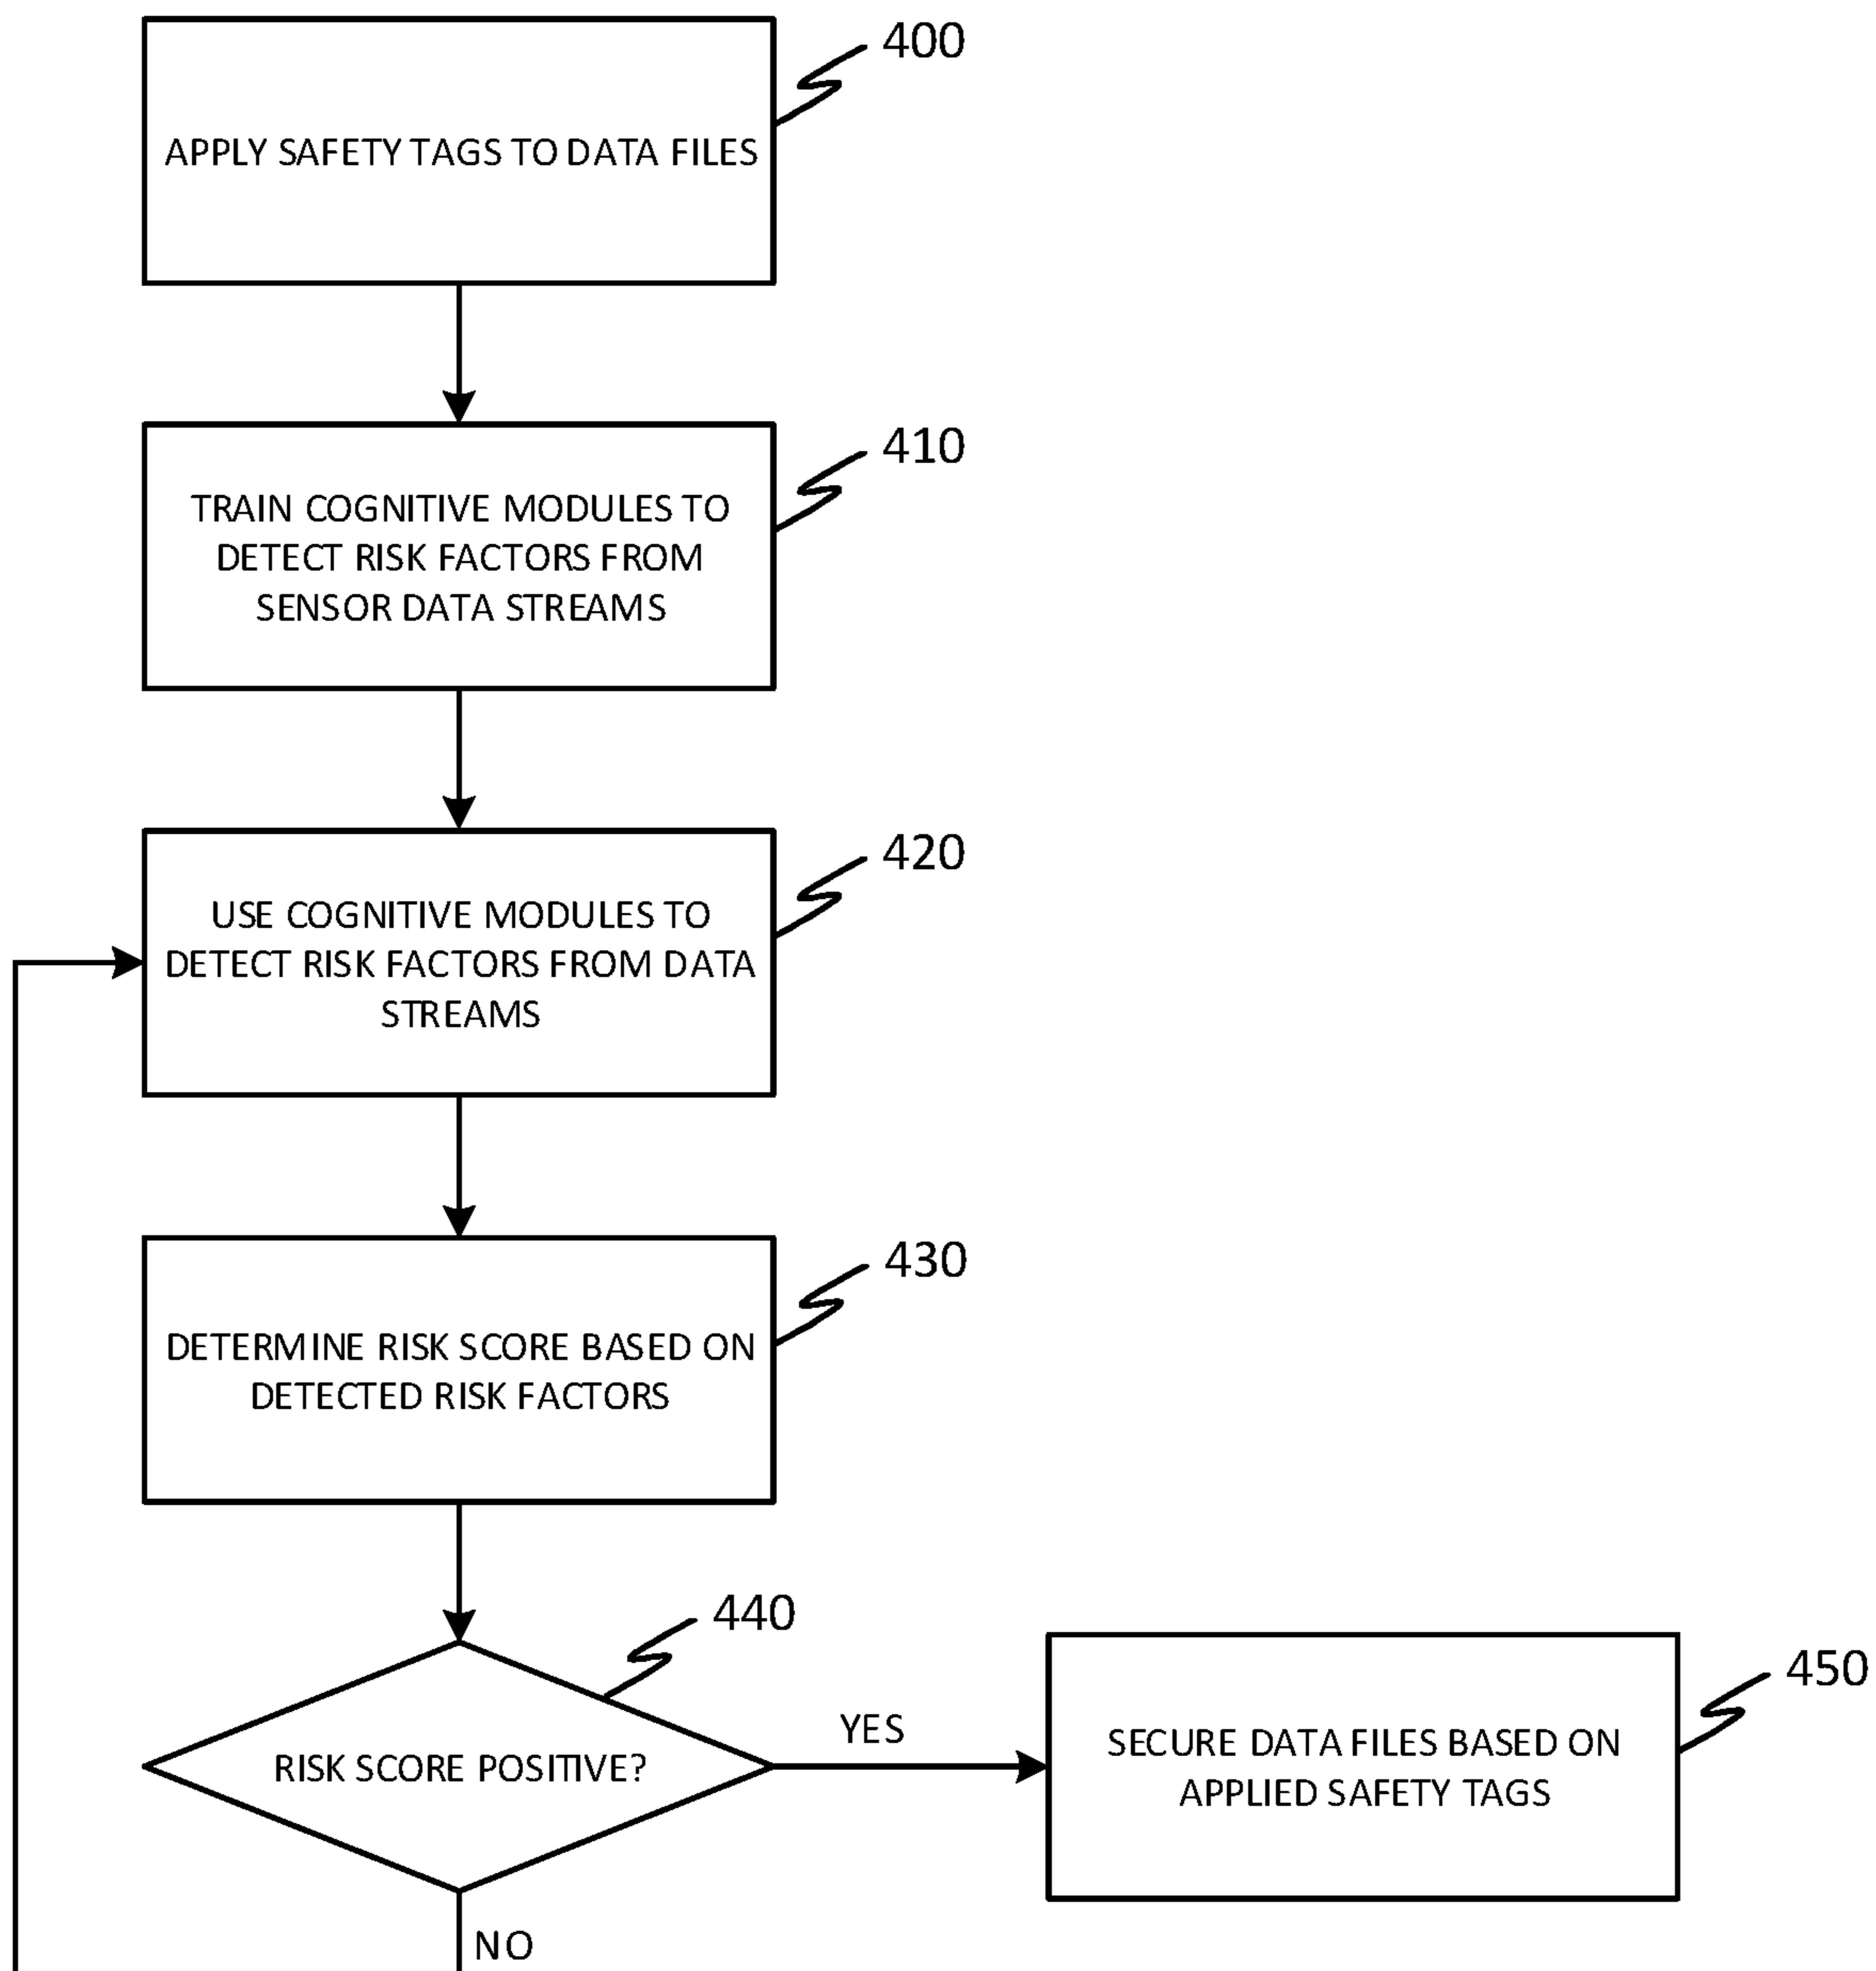 400
APPLY SAFETY TAGS TO DATA FILES
410
TRAIN COGNITIVE MODULES TO
DETECT RISK FACTORS FROM
SENSOR DATA STREAMS
420
USE COGNITIVE MODULES TO
DETECT RISK FACTORS FROM DATA
STREAMS
430
DETERMINE RISK SCORE BASED ON
DETECTED RISK FACTORS
440
RISK SCORE POSITIVE?
YES
450
SECURE DATA FILES BASED ON
APPLIED SAFETY TAGS
NO